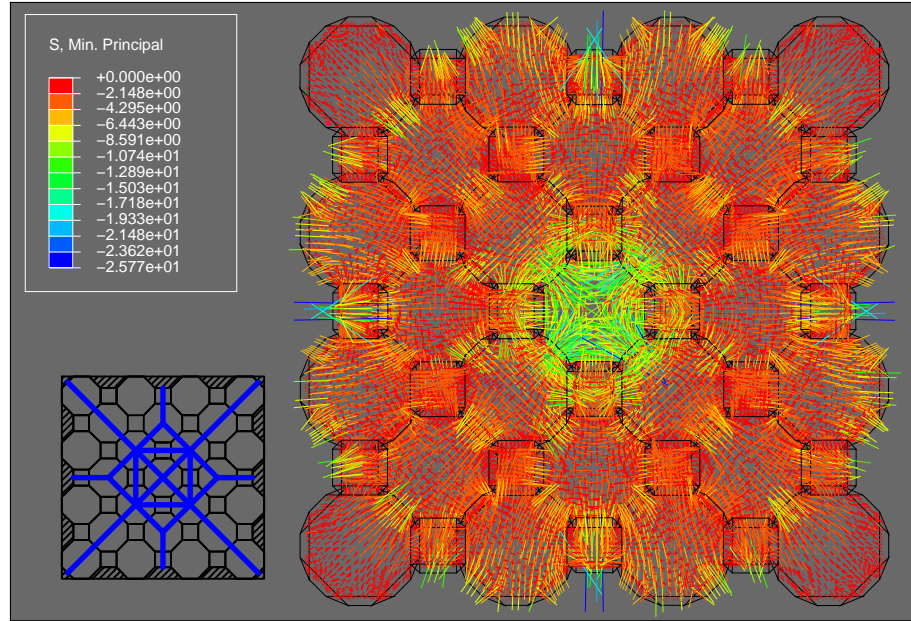 S, Min. Principal
+0.000e+00
−2.148e+00
−4.295e+00
−6.443e+00
−8.591e+00
−1.074e+01
−1.289e+01
−1.503e+01
−1.718e+01
−1.933e+01
−2.148e+01
−2.362e+01
−2.577e+01